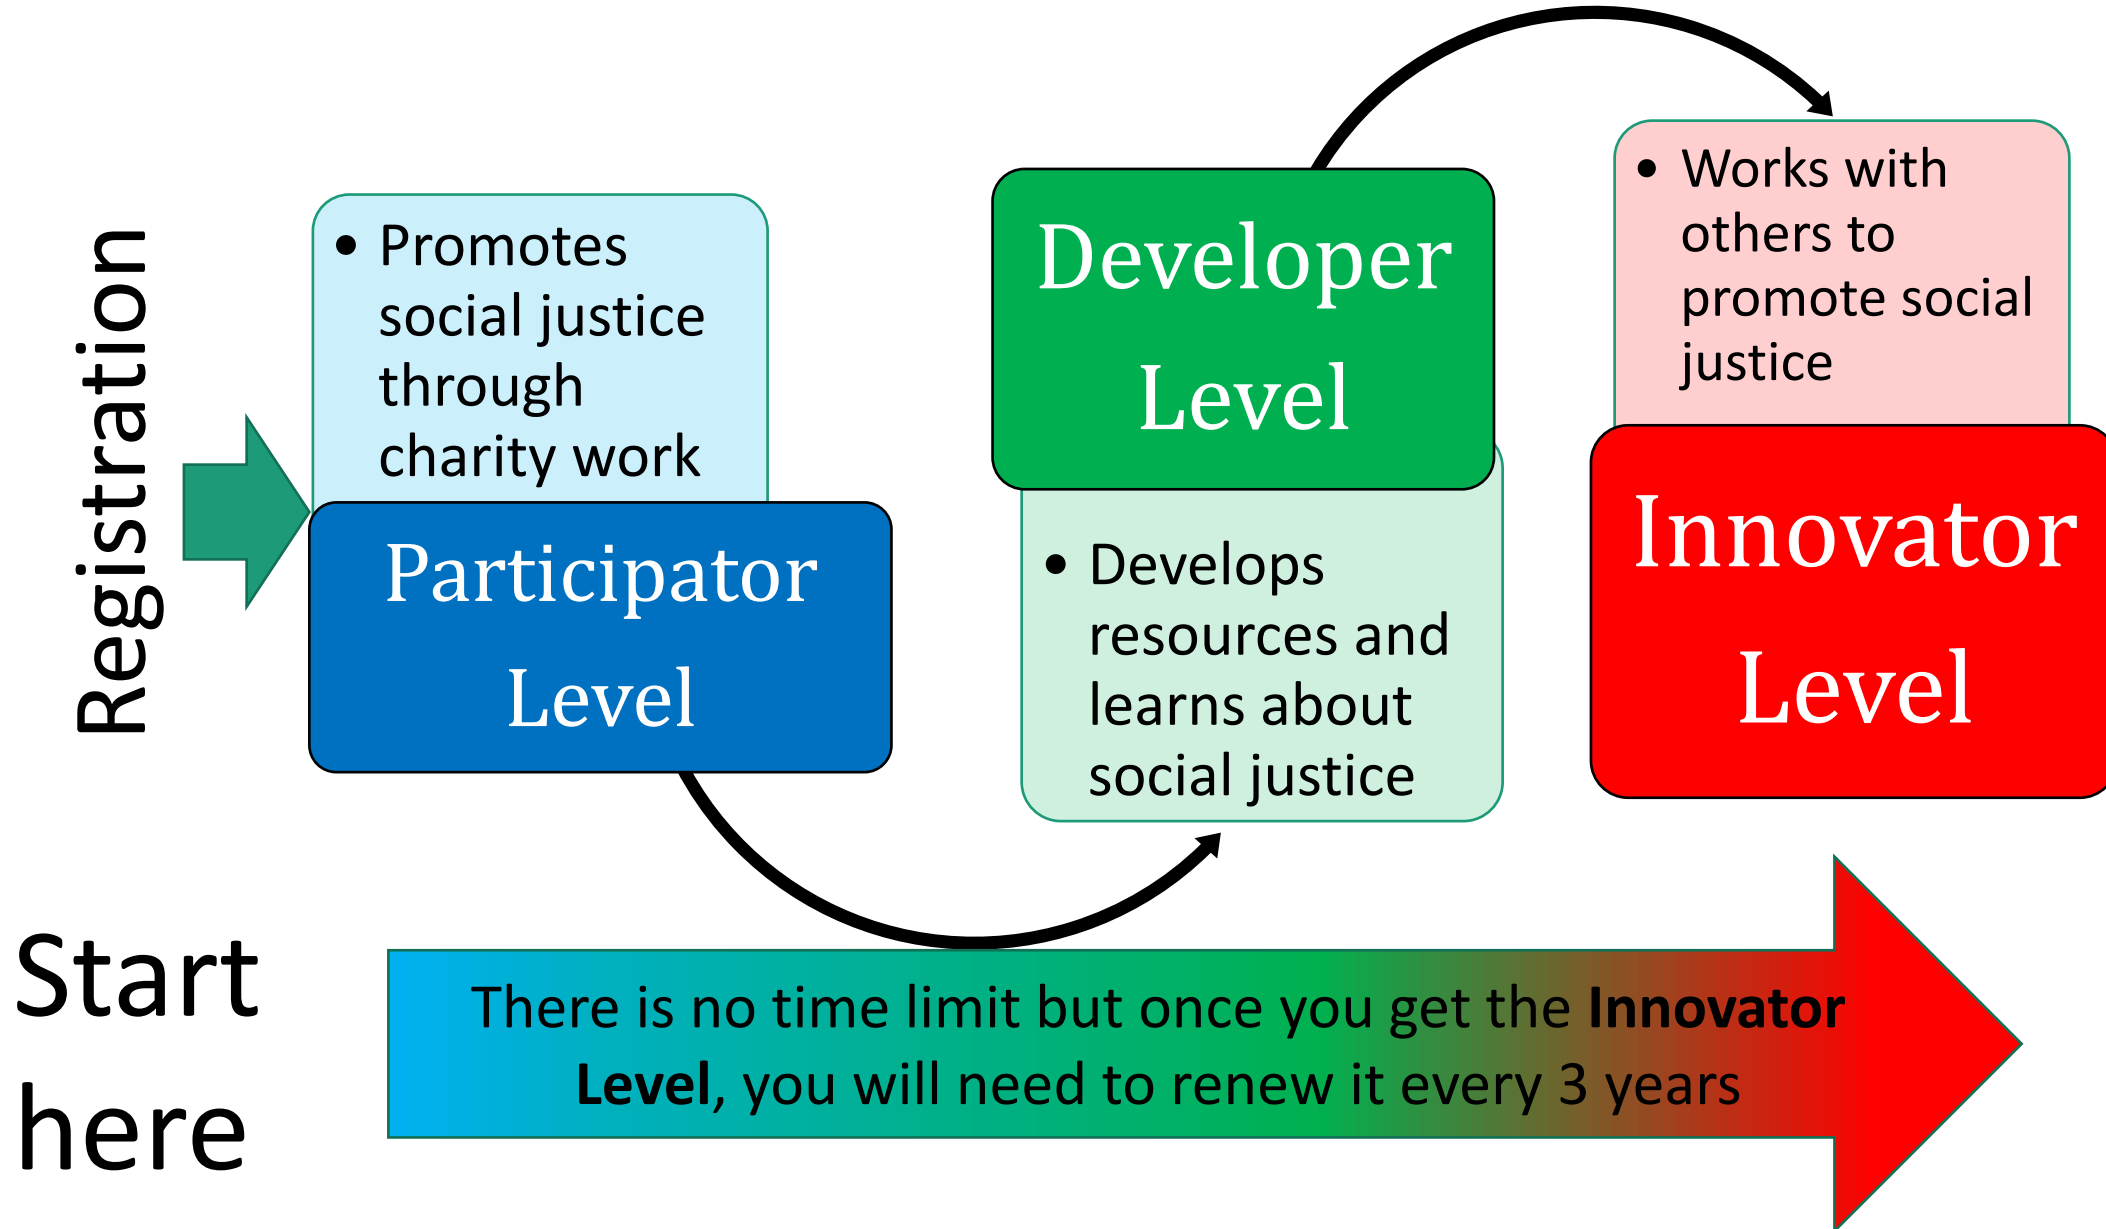 Registration
• Promotes
social justice
through
charity work
Participator
Level
Developer
Level
• Develops
resources and
learns about
social justice
• Works with
others to
promote social
justice
Innovator
Level
Start
here
There is no time limit but once you get the Innovator
Level, you will need to renew it every 3 years